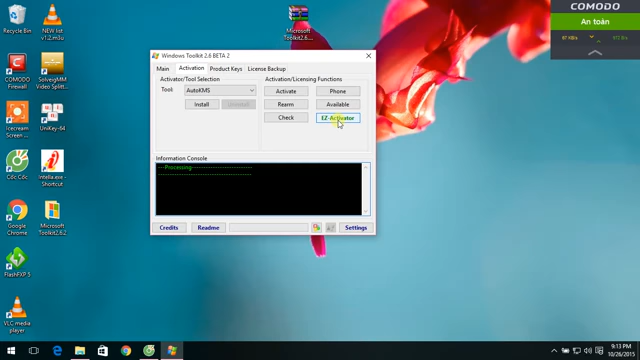 Recycle Bin
NEW list
v1.2.m3u
COMODO
Firewall
SolveigMM
Video Splitt...
Icecream
Screen ...
UniKey-64.
Cốc Cốc
Intella.exe -
Shortcut
Google
Chrome
Microsoft
Toolkit2.6.2
FlashFXP 5
VLC media
player
Microsoft
Toolkit 2.6....
COMODO
An toàn
Windows Toolkit 2.6 BETA 2
Main
Activation
Product Keys
License Backup
Activator/Tool Selection
Tool:
AutoKMS
Install
Uninstall
Activation/Licensing Functions
Activate
Phone
Rearm
Available
Check
EZ-Activator
Information Console
----Processing----------------------------
------------------------------------------
Credits
Readme
Settings
9:13 PM
10/26/2015